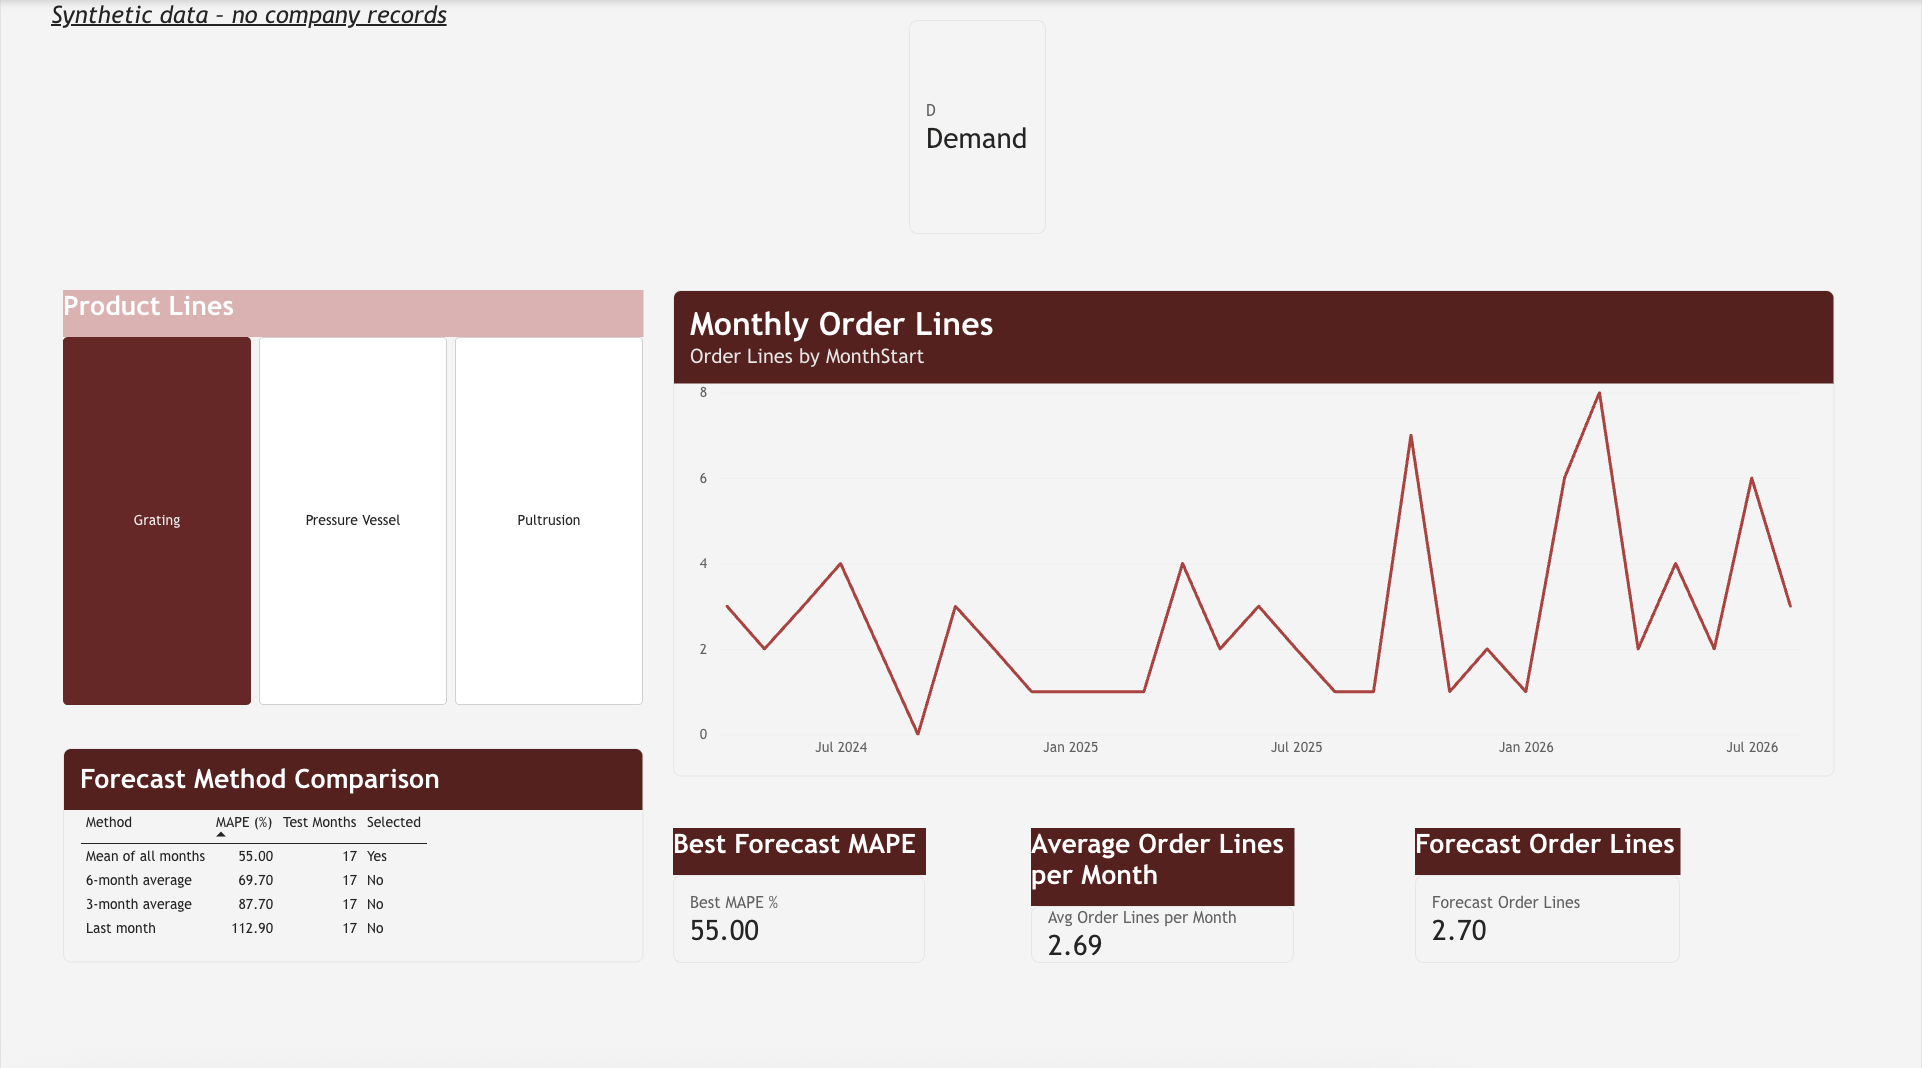 Synthetic data – no company records
D
Demand
Product Lines
Grating
Pressure Vessel
Pultrusion
Monthly Order Lines
Order Lines by MonthStart
8
6
4
2
0
Jul 2024
Jan 2025
Jul 2025
Jan 2026
Jul 2026
Forecast Method Comparison
Method MAPE (%) Test Months Selected
Mean of all months 55.00 17 Yes
6-month average 69.70 17 No
3-month average 87.70 17 No
Last month 112.90 17 No
Best Forecast MAPE
Best MAPE %
55.00
Average Order Lines
per Month
Avg Order Lines per Month
2.69
Forecast Order Lines
Forecast Order Lines
2.70